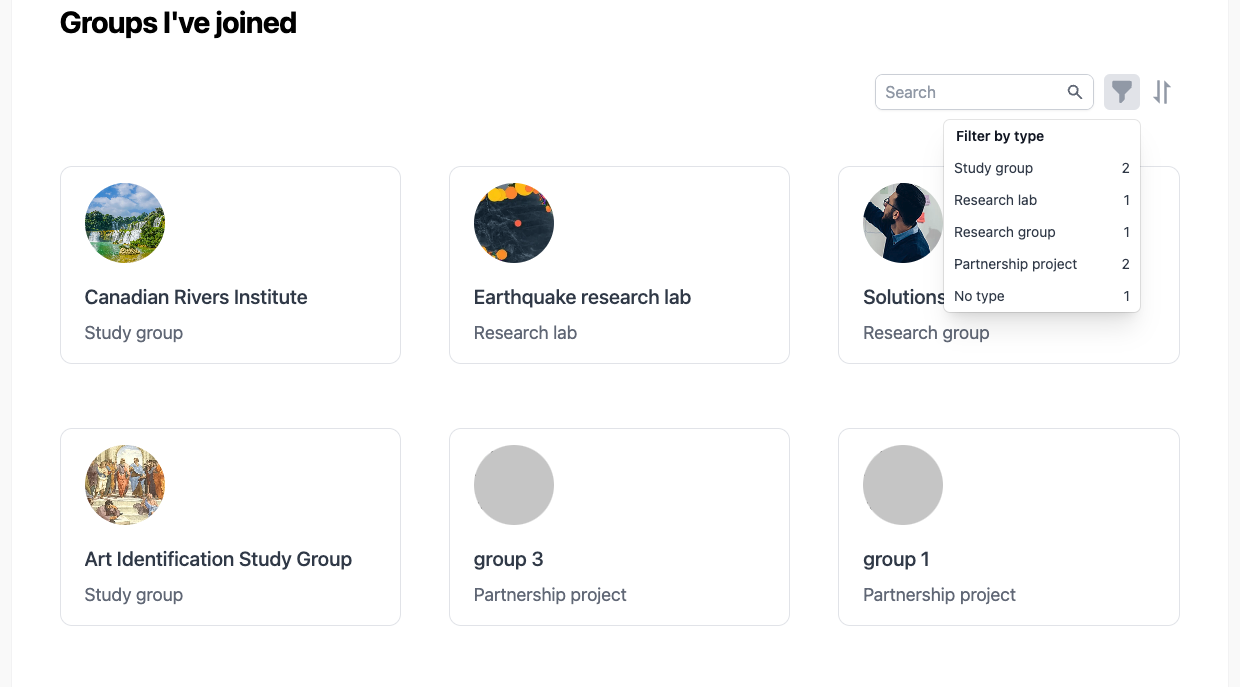 Groups I've joined
Search
Filter by type
Study group 2
Research lab 1
Research group 1
Partnership project 2
No type 1
Canadian Rivers Institute
Study group
Earthquake research lab
Research lab
Solutions
Research group
Art Identification Study Group
Study group
group 3
Partnership project
group 1
Partnership project